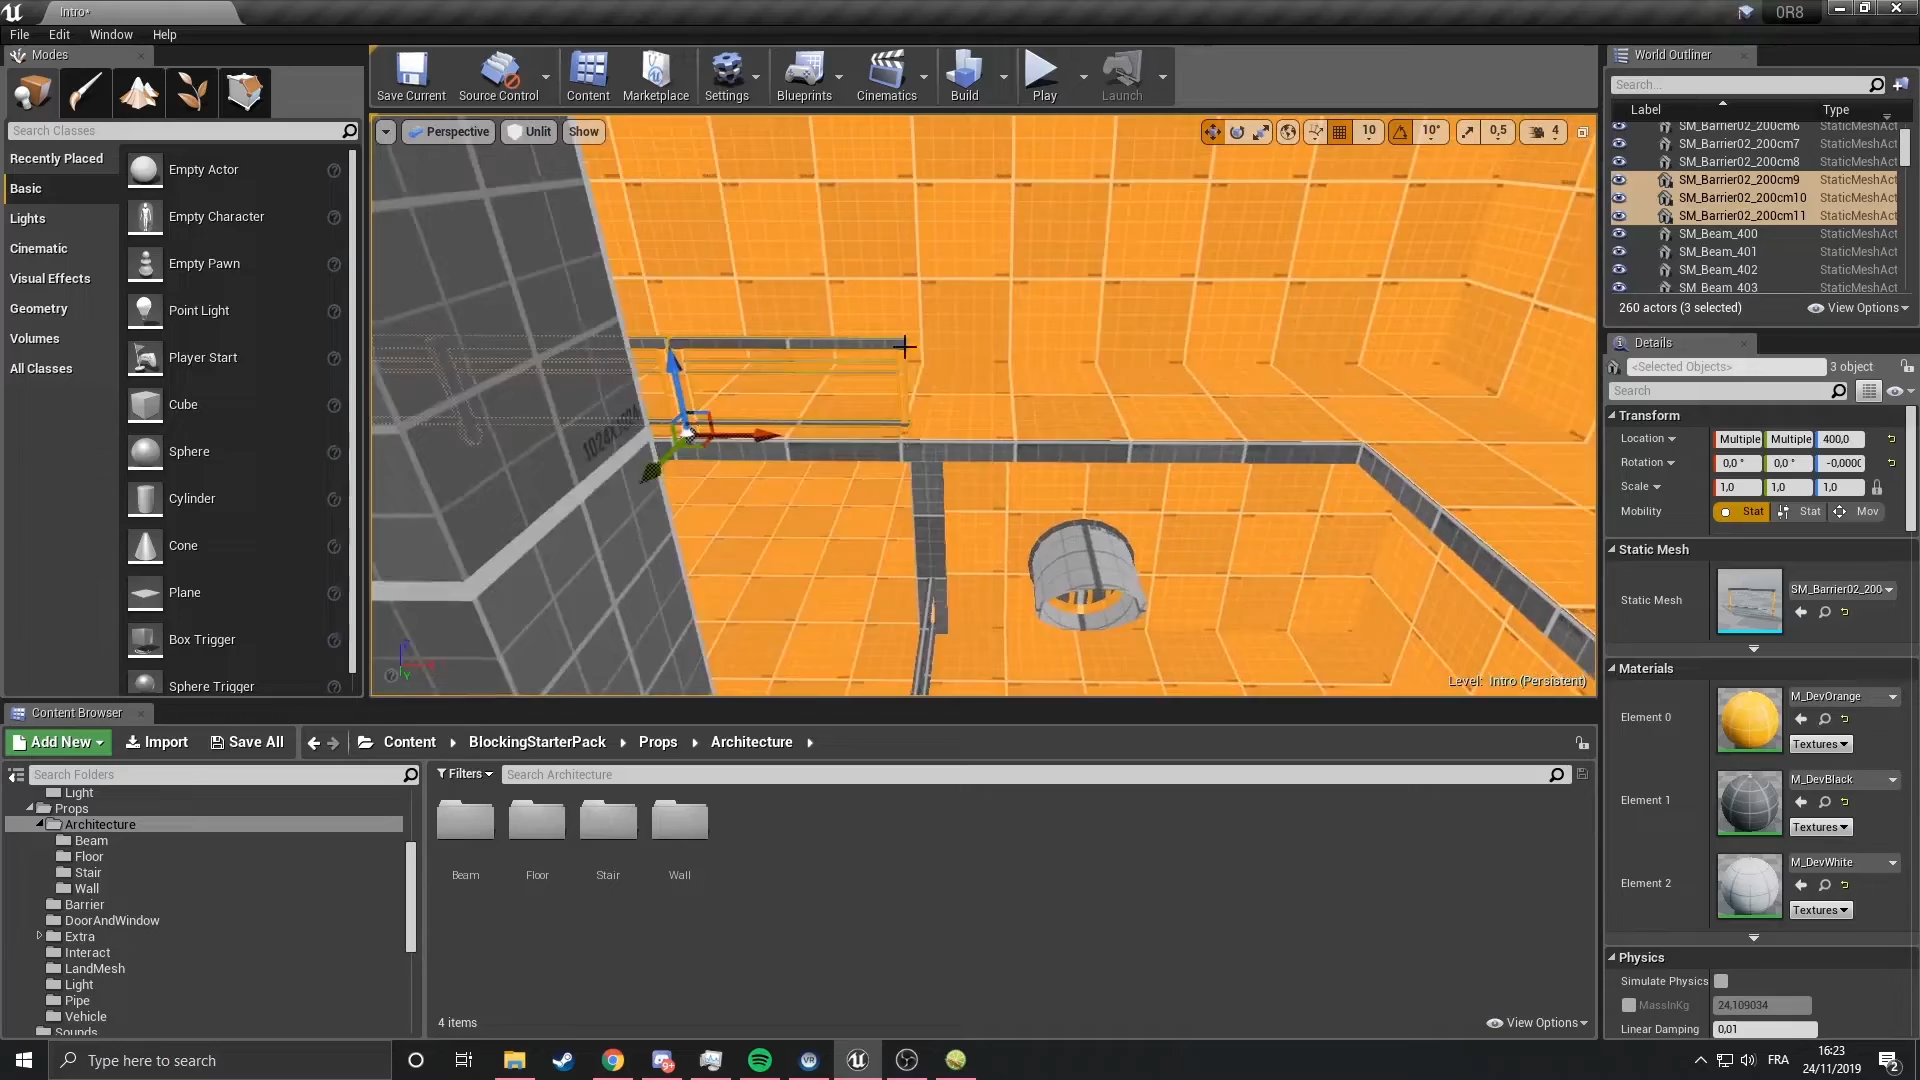 Intro*
0R8
File Edit Window Help
Modes
Search Classes
Recently Placed
Basic
Lights
Cinematic
Visual Effects
Geometry
Volumes
All Classes
Empty Actor
Empty Character
Empty Pawn
Point Light
Player Start
Cube
Sphere
Cylinder
Cone
Plane
Box Trigger
Sphere Trigger
Save Current Source Control Content Marketplace Settings Blueprints Cinematics Build Play Launch
Perspective Unlit Show
10 10° 0,5 4
Level: Intro (Persistent)
World Outliner
Search...
Label Type
SM_Barrier02_200cm6 StaticMeshAct
SM_Barrier02_200cm7 StaticMeshAct
SM_Barrier02_200cm8 StaticMeshAct
SM_Barrier02_200cm9 StaticMeshAct
SM_Barrier02_200cm10 StaticMeshAct
SM_Barrier02_200cm11 StaticMeshAct
SM_Beam_400 StaticMeshAct
SM_Beam_401 StaticMeshAct
SM_Beam_402 StaticMeshAct
SM_Beam_403 StaticMeshAct
260 actors (3 selected) View Options
Details
<Selected Objects> 3 object
Search
Transform
Location Multiple Multiple 400,0
Rotation 0,0 ° 0,0 ° -0,000
Scale 1,0 1,0 1,0
Mobility Stat Stat Mov
Static Mesh
Static Mesh SM_Barrier02_200
Materials
Element 0 M_DevOrange
Textures
Element 1 M_DevBlack
Textures
Element 2 M_DevWhite
Textures
Physics
Simulate Physics
MassInKg 24,109034
Linear Damping 0,01
Content Browser
Add New Import Save All Content BlockingStarterPack Props Architecture
Search Folders
Light
Props
Architecture
Beam
Floor
Stair
Wall
Barrier
DoorAndWindow
Extra
Interact
LandMesh
Light
Pipe
Vehicle
Sounds
Filters Search Architecture
Beam Floor Stair Wall
4 items View Options
Type here to search
FRA
16:23
24/11/2019